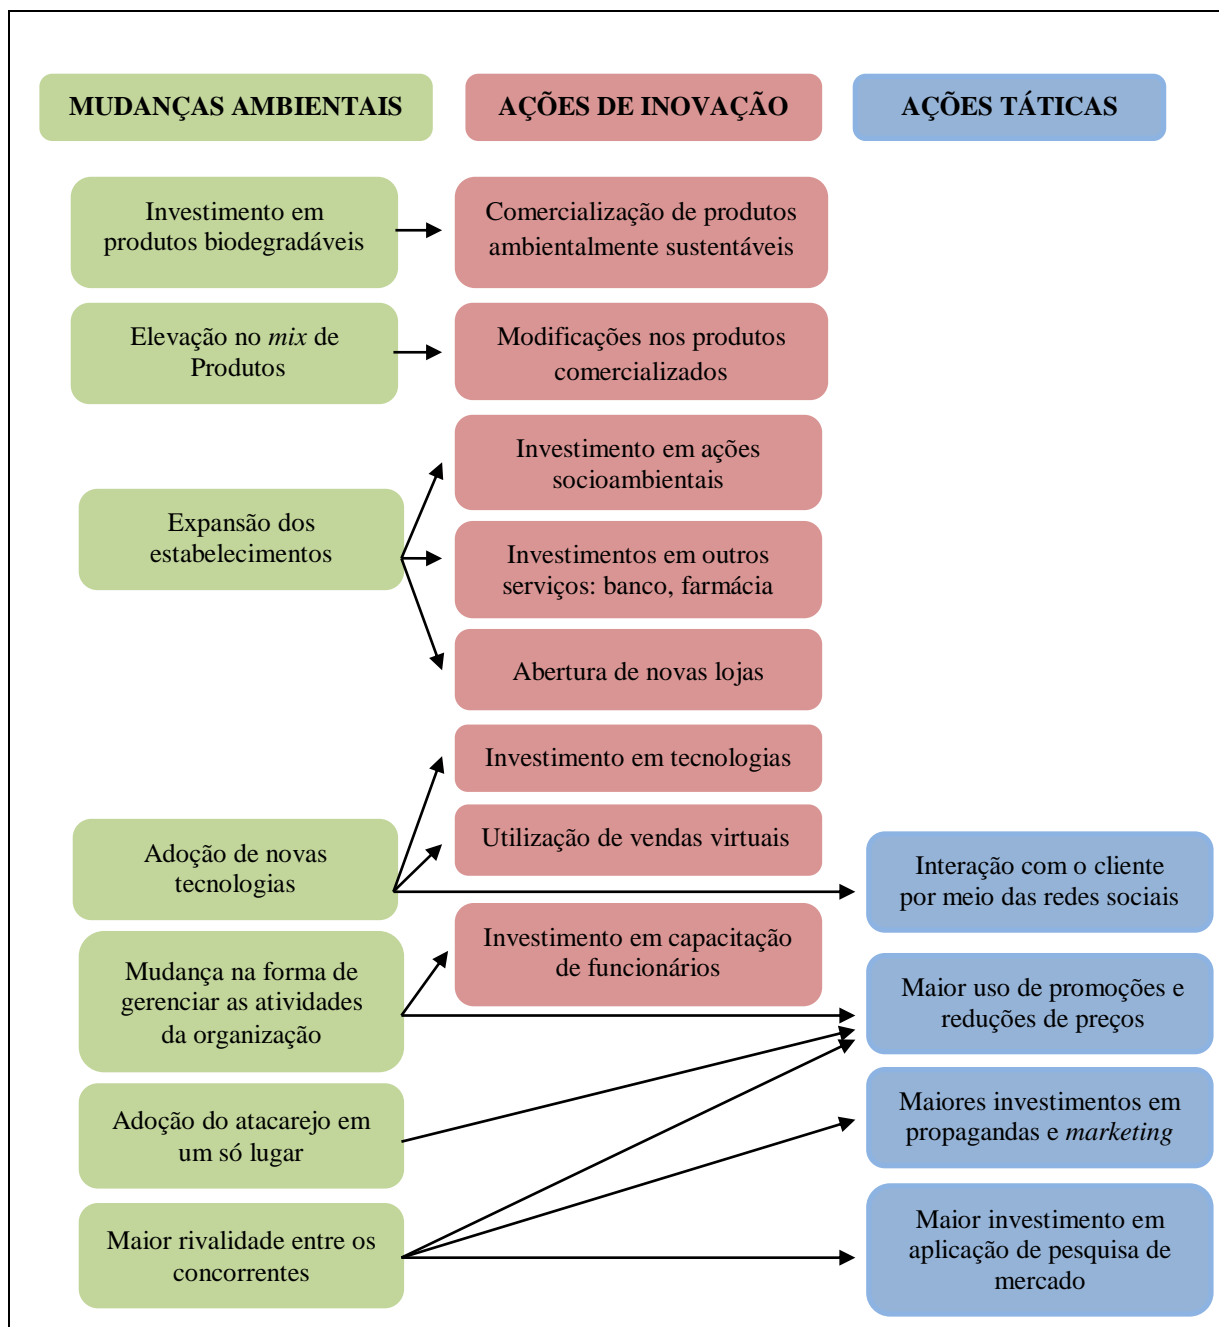 MUDANÇAS AMBIENTAIS
AÇÕES DE INOVAÇÃO
AÇÕES TÁTICAS
Investimento em
produtos biodegradáveis
Comercialização de produtos
ambientalmente sustentáveis
Elevação no mix de
Produtos
Modificações nos produtos
comercializados
Expansão dos
estabelecimentos
Investimento em ações
socioambientais
Investimentos em outros
serviços: banco, farmácia
Abertura de novas lojas
Adoção de novas
tecnologias
Investimento em tecnologias
Utilização de vendas virtuais
Interação com o cliente
por meio das redes sociais
Mudança na forma de
gerenciar as atividades
da organização
Investimento em capacitação
de funcionários
Maior uso de promoções e
reduções de preços
Adoção do atacarejo em
um só lugar
Maiores investimentos em
propagandas e marketing
Maior rivalidade entre os
concorrentes
Maior investimento em
aplicação de pesquisa de
mercado